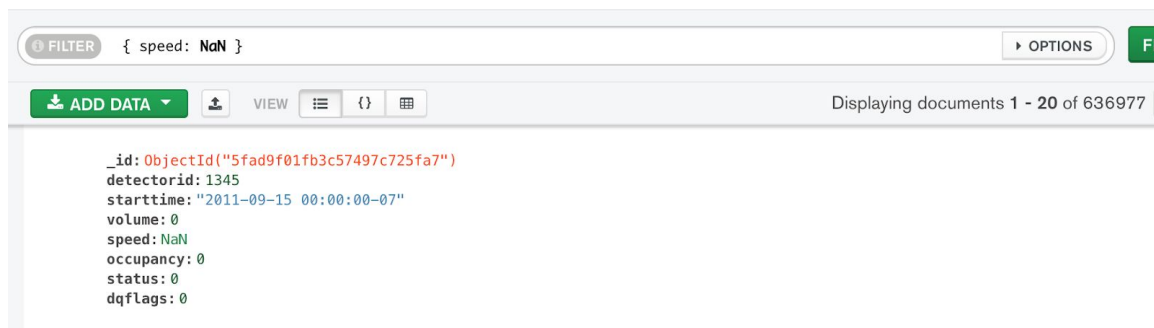 FILTER { speed: NaN } OPTIONS
ADD DATA VIEW {} Displaying documents 1 - 20 of 636977
_id: ObjectId("5fad9f01fb3c57497c725fa7")
detectorid: 1345
starttime: "2011-09-15 00:00:00-07"
volume: 0
speed: NaN
occupancy: 0
status: 0
dqflags: 0